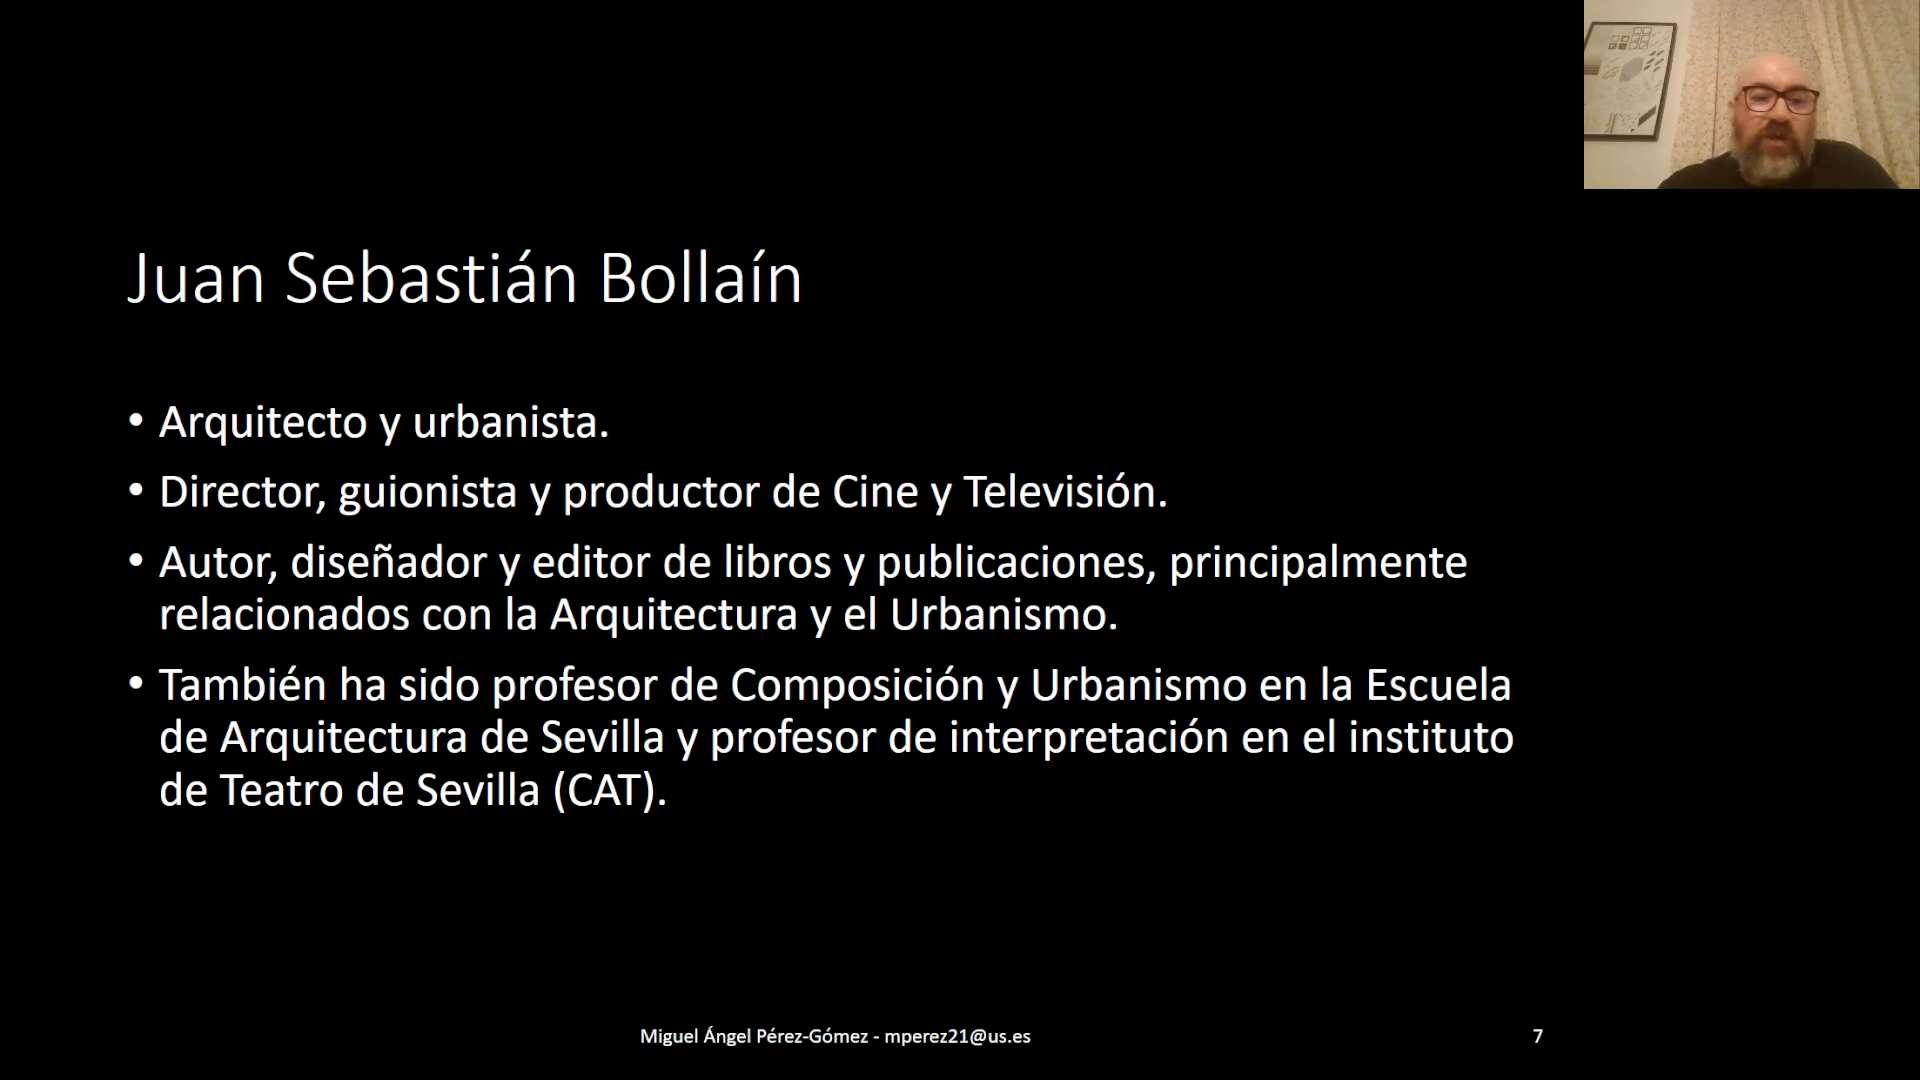 Juan Sebastián Bollaín
• Arquitecto y urbanista.
• Director, guionista y productor de Cine y Televisión.
• Autor, diseñador y editor de libros y publicaciones, principalmente
relacionados con la Arquitectura y el Urbanismo.
• También ha sido profesor de Composición y Urbanismo en la Escuela
de Arquitectura de Sevilla y profesor de interpretación en el instituto
de Teatro de Sevilla (CAT).
Miguel Ángel Pérez-Gómez - mperez21@us.es
7